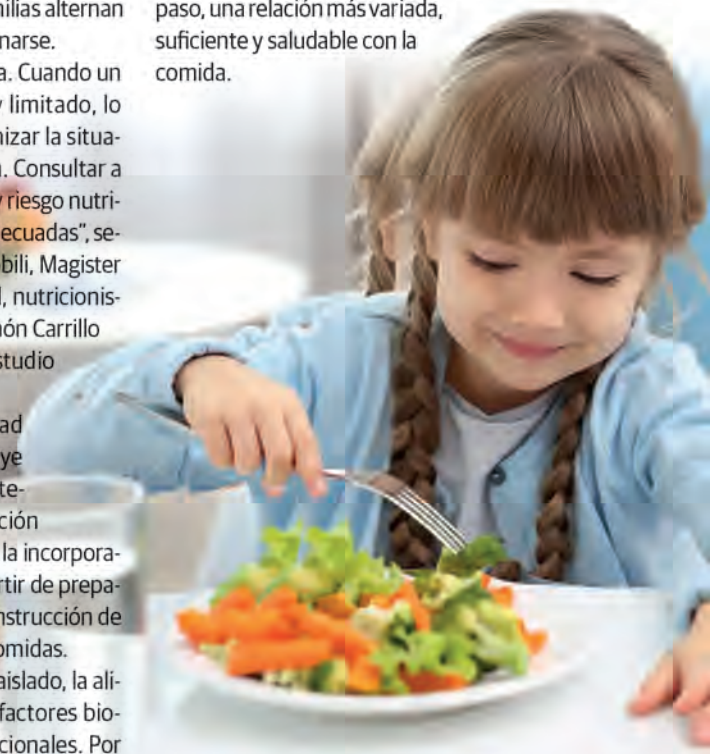 nilias alternan
narse.
a. Cuando un
y limitado, lo
nizar la situa-
a. Consultar a
y riesgo nutri-
ecuadas”, se-
bili, Magister
l, nutricionis-
nón Carrillo
studio
ad
ye
te-
ción
la incorpora-
rtir de prepa-
nstrucción de
omidas.
aislado, la ali-
factores bio-
cionales. Por
paso, una relación más variada,
suficiente y saludable con la
comida.